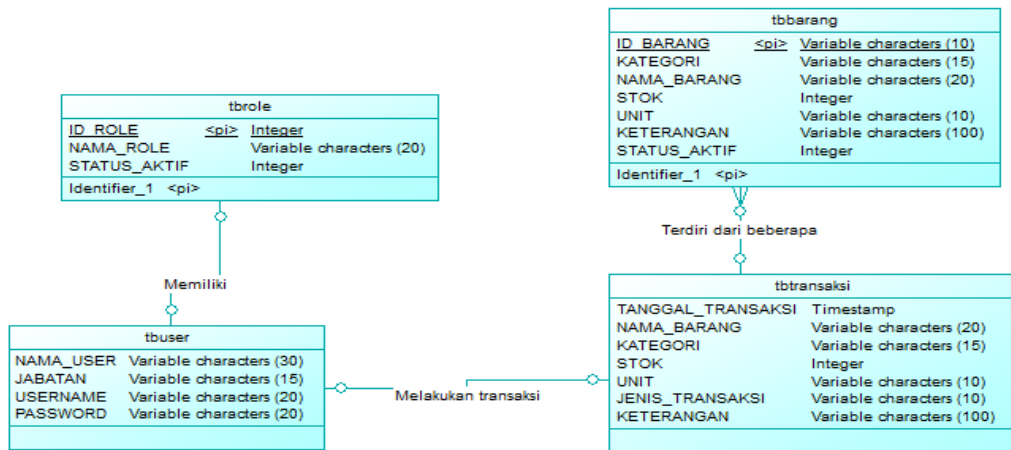 tbbarang
ID_BARANG <pi> Variable characters (10)
KATEGORI Variable characters (15)
NAMA_BARANG Variable characters (20)
STOK Integer
UNIT Variable characters (10)
KETERANGAN Variable characters (100)
STATUS_AKTIF Integer
Identifier_1 <pi>
tbrole
ID_ROLE <pi> Integer
NAMA_ROLE Variable characters (20)
STATUS_AKTIF Integer
Identifier_1 <pi>
Terdiri dari beberapa
Memiliki
tbtransaksi
TANGGAL_TRANSAKSI Timestamp
NAMA_BARANG Variable characters (20)
KATEGORI Variable characters (15)
STOK Integer
UNIT Variable characters (10)
JENIS_TRANSAKSI Variable characters (10)
KETERANGAN Variable characters (100)
tbuser
NAMA_USER Variable characters (30)
JABATAN Variable characters (15)
USERNAME Variable characters (20)
PASSWORD Variable characters (20)
Melakukan transaksi